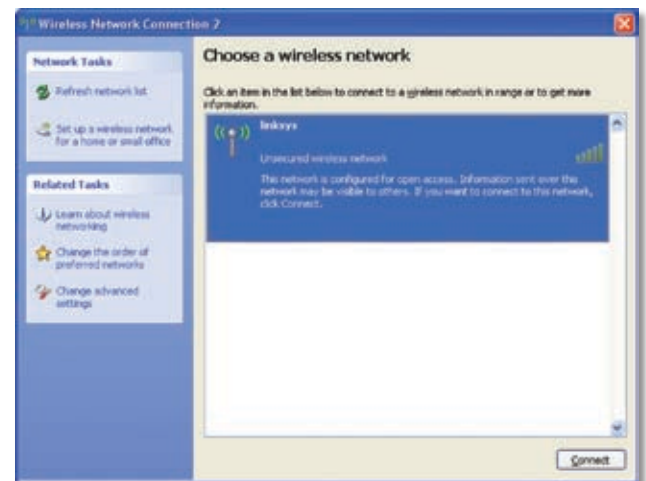 Wireless Network Connection 2
Network Tasks
Refresh network list
Set up a wireless network
for a home or small office
Related Tasks
Learn about wireless
networking
Change the order of
preferred networks
Change advanced
settings
Choose a wireless network
Click an item in the list below to connect to a wireless network in range or to get more
information.
linksys
Unsecured wireless network
This network is configured for open access. Information sent over this
network may be visible to others. If you want to connect to this network,
click Connect.
Connect